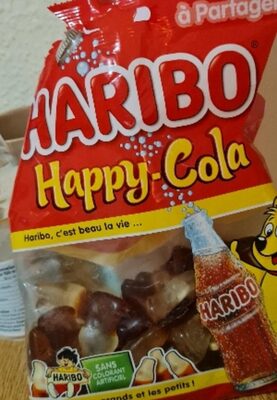 à Partager
HARIBO
Happy-Cola
Haribo, c'est beau la vie ...
HARIBO
HARIBO
SANS
COLORANT
ARTIFICIEL
grands et les petits !